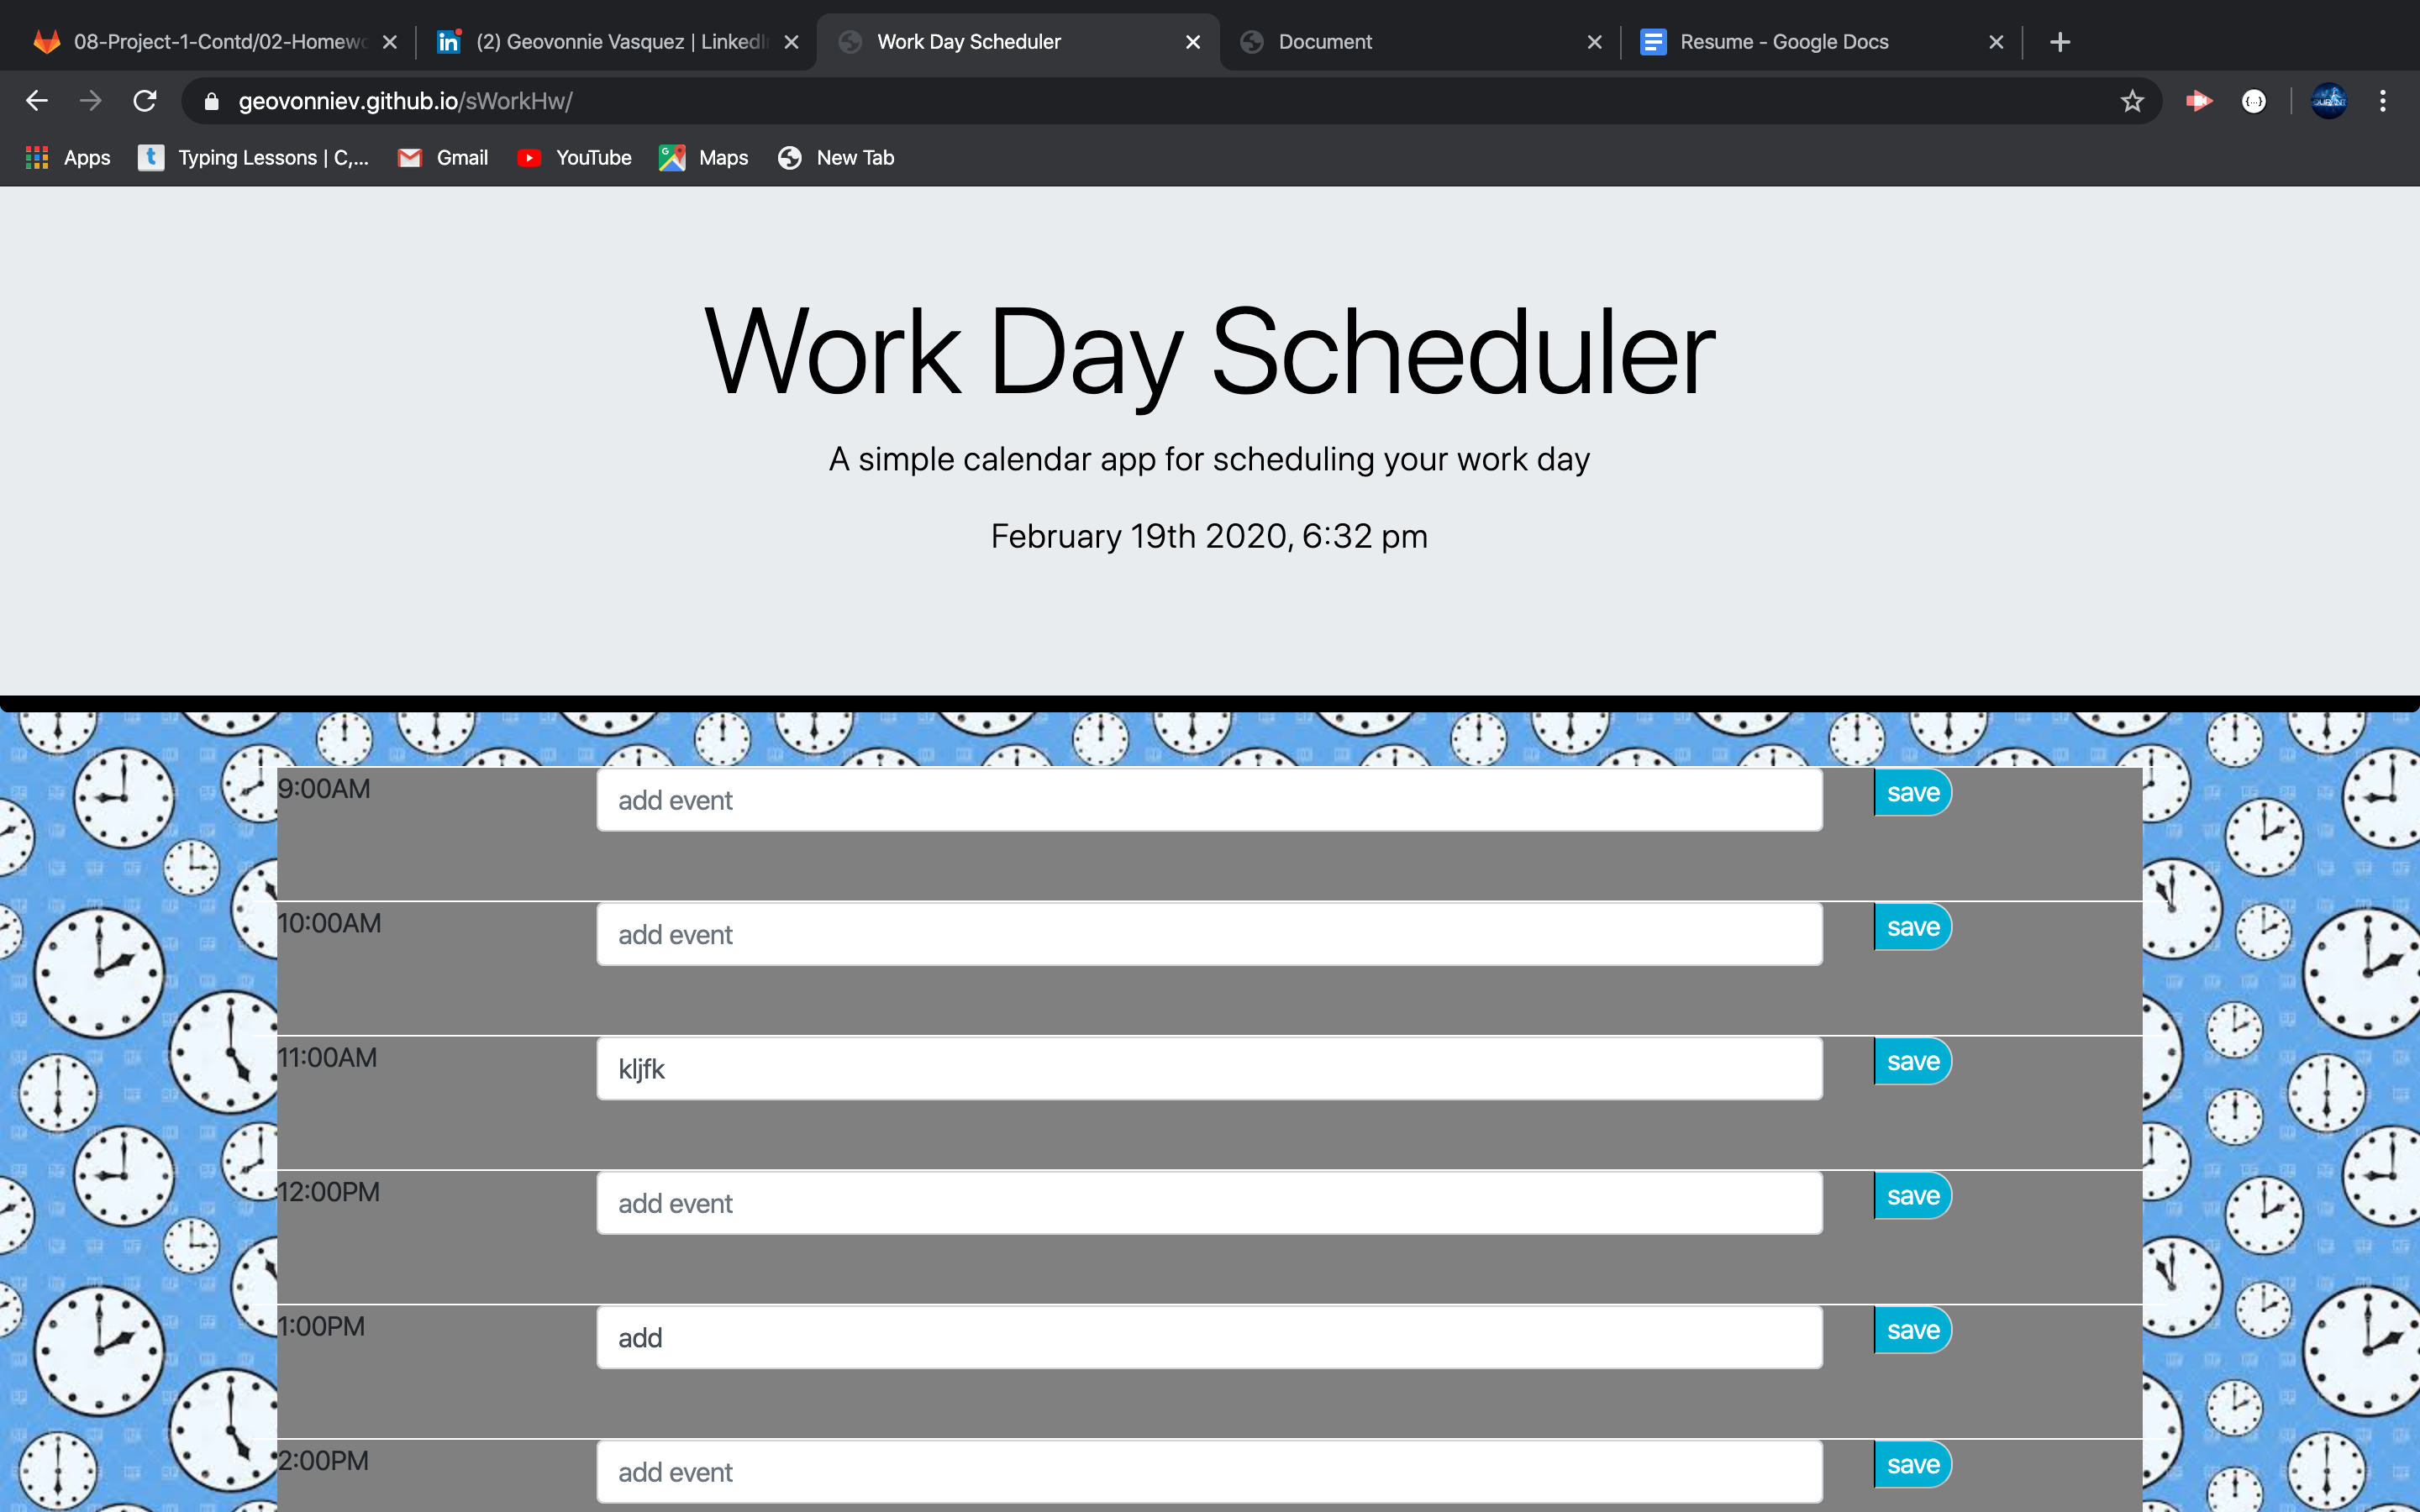 08-Project-1-Contd/02-Homew
(2) Geovonnie Vasquez | LinkedI
Work Day Scheduler
Document
Resume - Google Docs
geovonniev.github.io/sWorkHw/
Apps
Typing Lessons | C,...
Gmail
YouTube
Maps
New Tab
Work Day Scheduler
A simple calendar app for scheduling your work day
February 19th 2020, 6:32 pm
9:00AM add event save
10:00AM add event save
11:00AM kljfk save
12:00PM add event save
1:00PM add save
2:00PM add event save